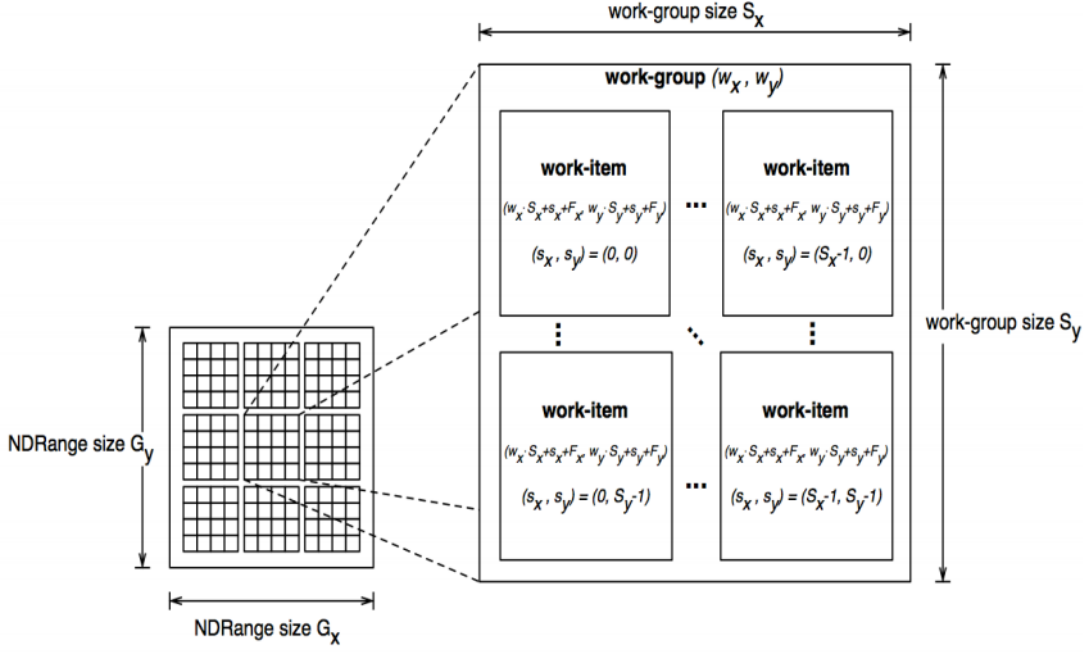 work-group size Sx
work-group (wx , wy)
work-item
work-item
(wx· Sx+sx+Fx, wy· Sy+sy+Fy)
...
(wx· Sx+sx+Fx, wy· Sy+sy+Fy)
(sx , sy) = (0, 0)
(sx , sy) = (Sx-1, 0)
work-group size Sy
work-item
work-item
NDRange size Gy
(wx· Sx+sx+Fx, wy· Sy+sy+Fy)
(wx· Sx+sx+Fx, wy· Sy+sy+Fy)
(sx , sy) = (0, Sy-1)
...
(sx , sy) = (Sx-1, Sy-1)
NDRange size Gx